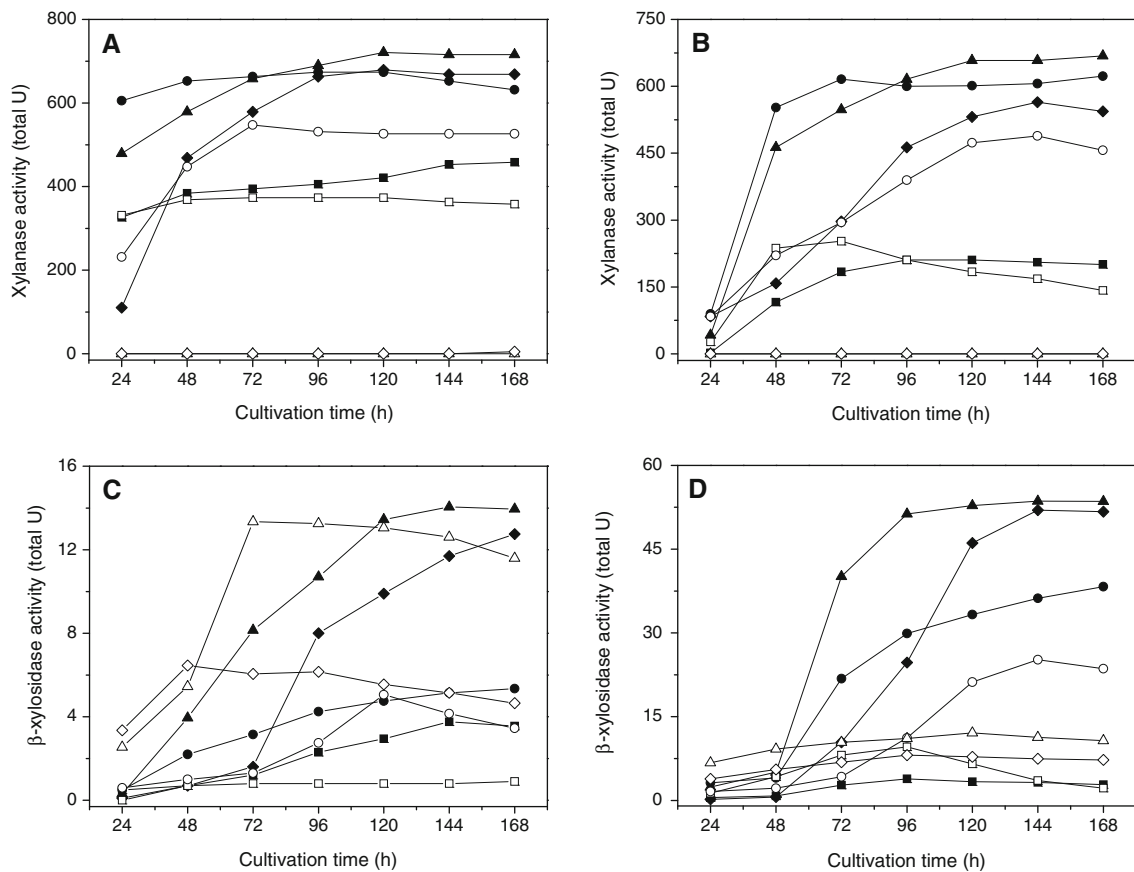 A
Xylanase activity (total U)
800
600
400
200
0
24 48 72 96 120 144 168
Cultivation time (h)
B
Xylanase activity (total U)
750
600
450
300
150
0
24 48 72 96 120 144 168
Cultivation time (h)
C
β-xylosidase activity (total U)
16
12
8
4
0
24 48 72 96 120 144 168
Cultivation time (h)
D
β-xylosidase activity (total U)
60
45
30
15
0
24 48 72 96 120 144 168
Cultivation time (h)